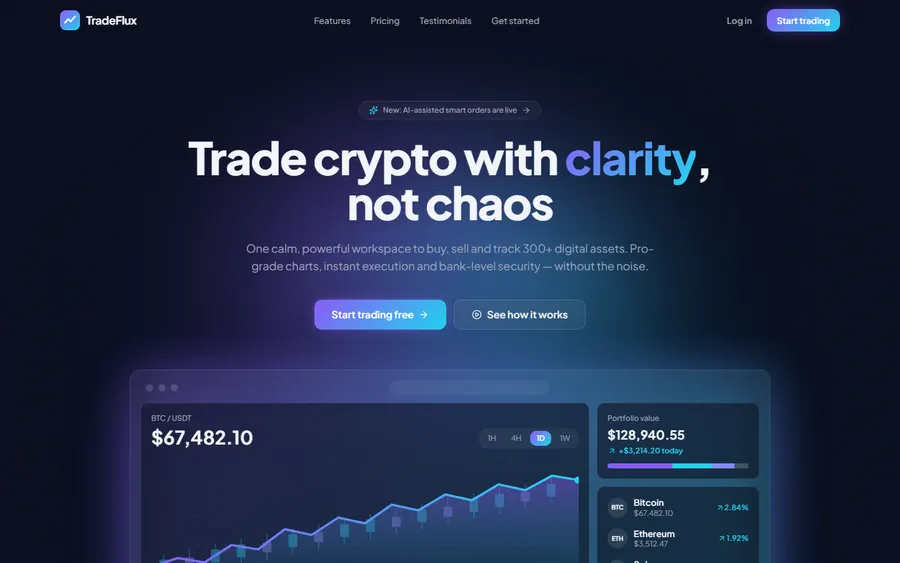 TradeFlux
Features
Pricing
Testimonials
Get started
Log in
Start trading
New: AI-assisted smart orders are live
Trade crypto with clarity,
not chaos
One calm, powerful workspace to buy, sell and track 300+ digital assets. Pro-
grade charts, instant execution and bank-level security — without the noise.
Start trading free
See how it works
BTC / USDT
$67,482.10
1H
4H
1D
1W
Portfolio value
$128,940.55
+$3,214.20 today
BTC
Bitcoin
$67,482.10
2.84%
ETH
Ethereum
$3,512.47
1.92%